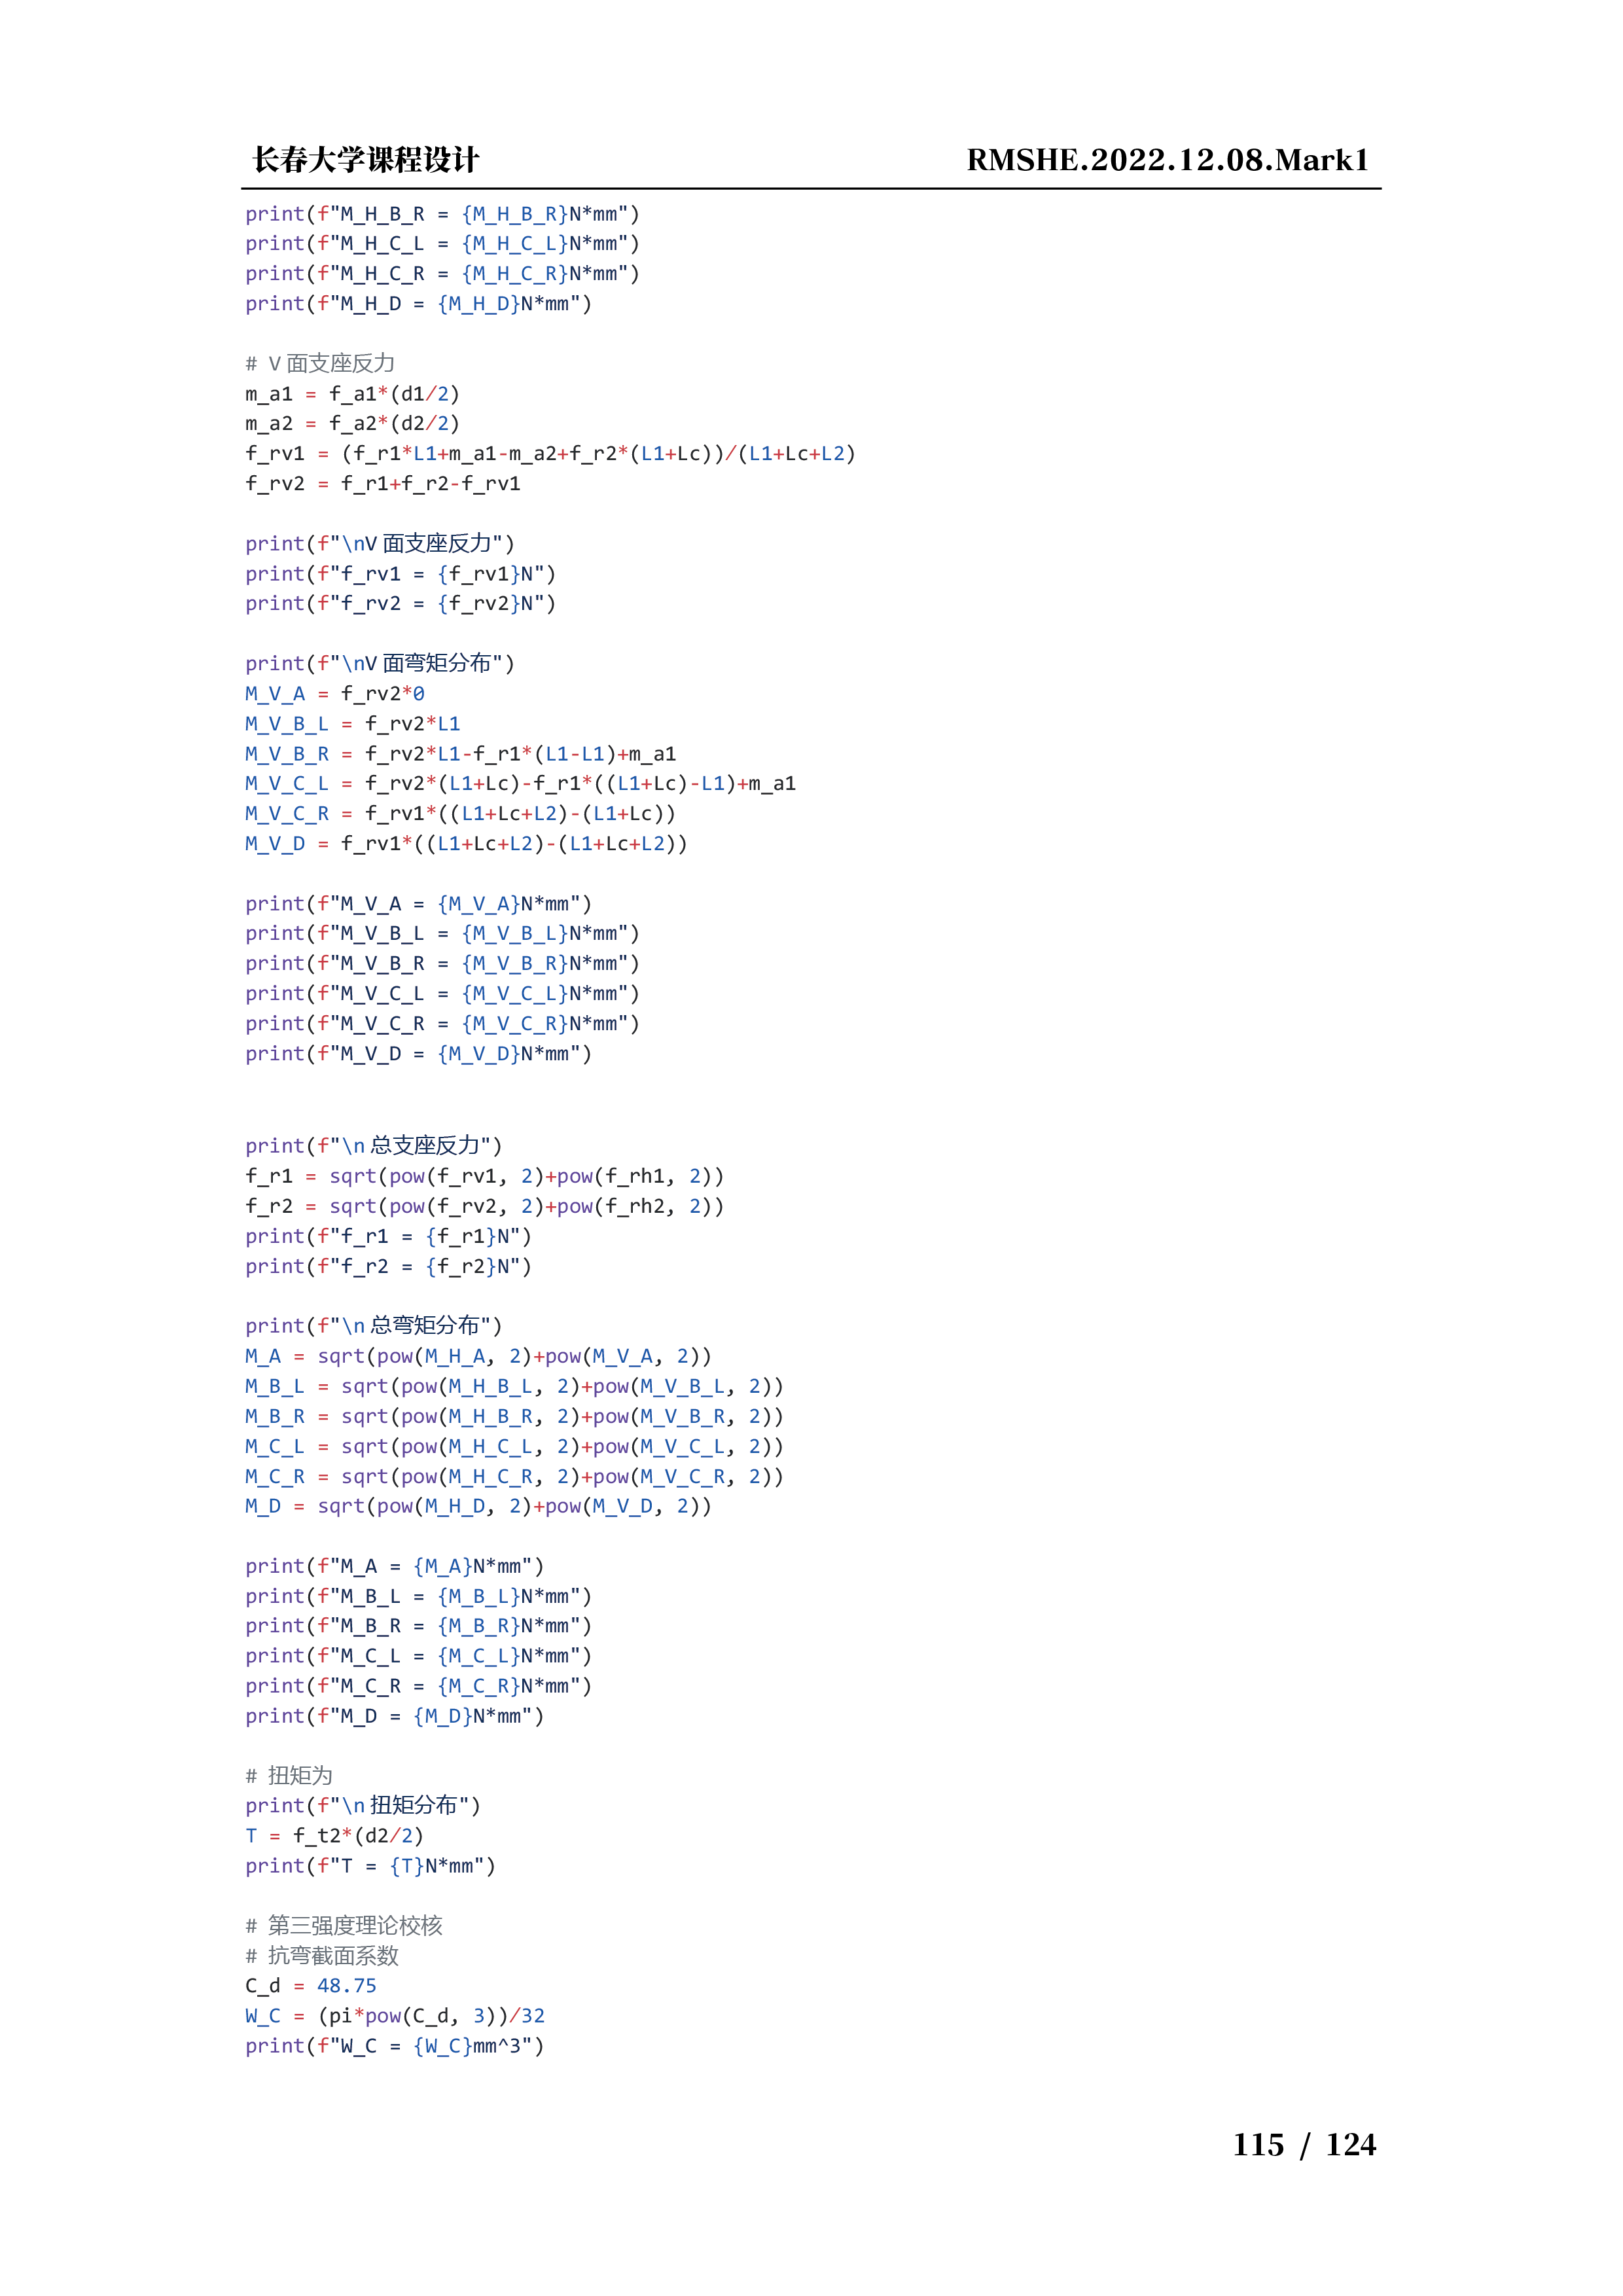 长春大学课程设计 RMSHE.2022.12.08.Mark1
print(f"M_H_B_R = {M_H_B_R}N*mm")
print(f"M_H_C_L = {M_H_C_L}N*mm")
print(f"M_H_C_R = {M_H_C_R}N*mm")
print(f"M_H_D = {M_H_D}N*mm")
# V 面支座反力
m_a1 = f_a1*(d1/2)
m_a2 = f_a2*(d2/2)
f_rv1 = (f_r1*L1+m_a1-m_a2+f_r2*(L1+Lc))/(L1+Lc+L2)
f_rv2 = f_r1+f_r2-f_rv1
print(f"\nV 面支座反力")
print(f"f_rv1 = {f_rv1}N")
print(f"f_rv2 = {f_rv2}N")
print(f"\nV 面弯矩分布")
M_V_A = f_rv2*0
M_V_B_L = f_rv2*L1
M_V_B_R = f_rv2*L1-f_r1*(L1-L1)+m_a1
M_V_C_L = f_rv2*(L1+Lc)-f_r1*((L1+Lc)-L1)+m_a1
M_V_C_R = f_rv1*((L1+Lc+L2)-(L1+Lc))
M_V_D = f_rv1*((L1+Lc+L2)-(L1+Lc+L2))
print(f"M_V_A = {M_V_A}N*mm")
print(f"M_V_B_L = {M_V_B_L}N*mm")
print(f"M_V_B_R = {M_V_B_R}N*mm")
print(f"M_V_C_L = {M_V_C_L}N*mm")
print(f"M_V_C_R = {M_V_C_R}N*mm")
print(f"M_V_D = {M_V_D}N*mm")
print(f"\n 总支座反力")
f_r1 = sqrt(pow(f_rv1, 2)+pow(f_rh1, 2))
f_r2 = sqrt(pow(f_rv2, 2)+pow(f_rh2, 2))
print(f"f_r1 = {f_r1}N")
print(f"f_r2 = {f_r2}N")
print(f"\n 总弯矩分布")
M_A = sqrt(pow(M_H_A, 2)+pow(M_V_A, 2))
M_B_L = sqrt(pow(M_H_B_L, 2)+pow(M_V_B_L, 2))
M_B_R = sqrt(pow(M_H_B_R, 2)+pow(M_V_B_R, 2))
M_C_L = sqrt(pow(M_H_C_L, 2)+pow(M_V_C_L, 2))
M_C_R = sqrt(pow(M_H_C_R, 2)+pow(M_V_C_R, 2))
M_D = sqrt(pow(M_H_D, 2)+pow(M_V_D, 2))
print(f"M_A = {M_A}N*mm")
print(f"M_B_L = {M_B_L}N*mm")
print(f"M_B_R = {M_B_R}N*mm")
print(f"M_C_L = {M_C_L}N*mm")
print(f"M_C_R = {M_C_R}N*mm")
print(f"M_D = {M_D}N*mm")
# 扭矩为
print(f"\n 扭矩分布")
T = f_t2*(d2/2)
print(f"T = {T}N*mm")
# 第三强度理论校核
# 抗弯截面系数
C_d = 48.75
W_C = (pi*pow(C_d, 3))/32
print(f"W_C = {W_C}mm^3")
115 / 124